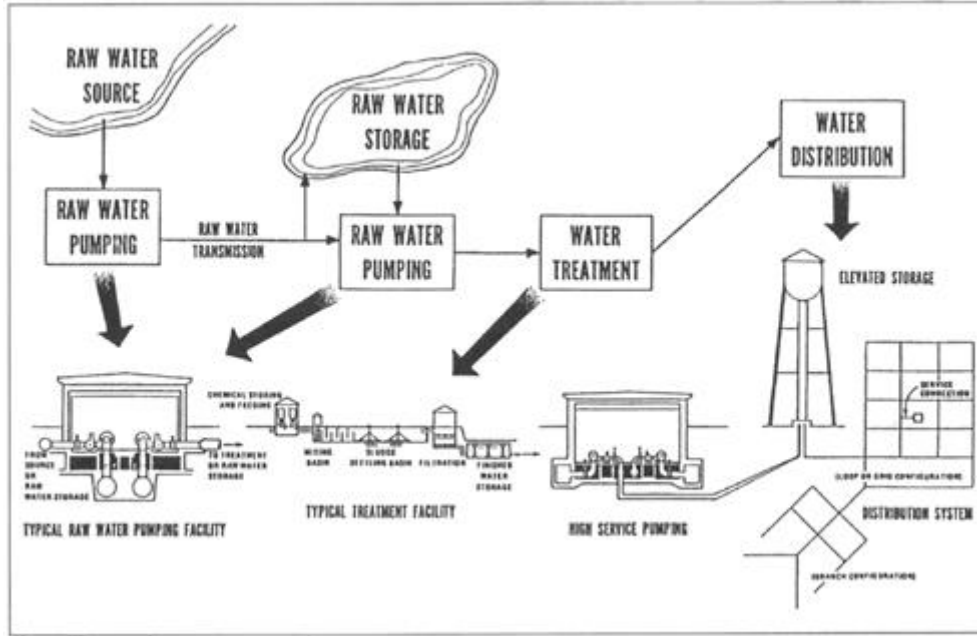 RAW WATER
SOURCE
RAW WATER
STORAGE
WATER
DISTRIBUTION
RAW WATER
PUMPING
RAW WATER
TRANSMISSION
RAW WATER
PUMPING
WATER
TREATMENT
ELEVATED STORAGE
CHEMICAL STORING
AND FEEDING
SERVICE
CONNECTION
FROM
SOURCE
OR
RAW
WATER STORAGE
TO TREATMENT
OR RAW WATER
STORAGE
MIXING
BASIN
SLUDGE
SETTLING BASIN
FILTRATION
FINISHED
WATER
STORAGE
(LOOP OR GRID CONFIGURATION)
TYPICAL RAW WATER PUMPING FACILITY
TYPICAL TREATMENT FACILITY
HIGH SERVICE PUMPING
DISTRIBUTION SYSTEM
(BRANCH CONFIGURATION)